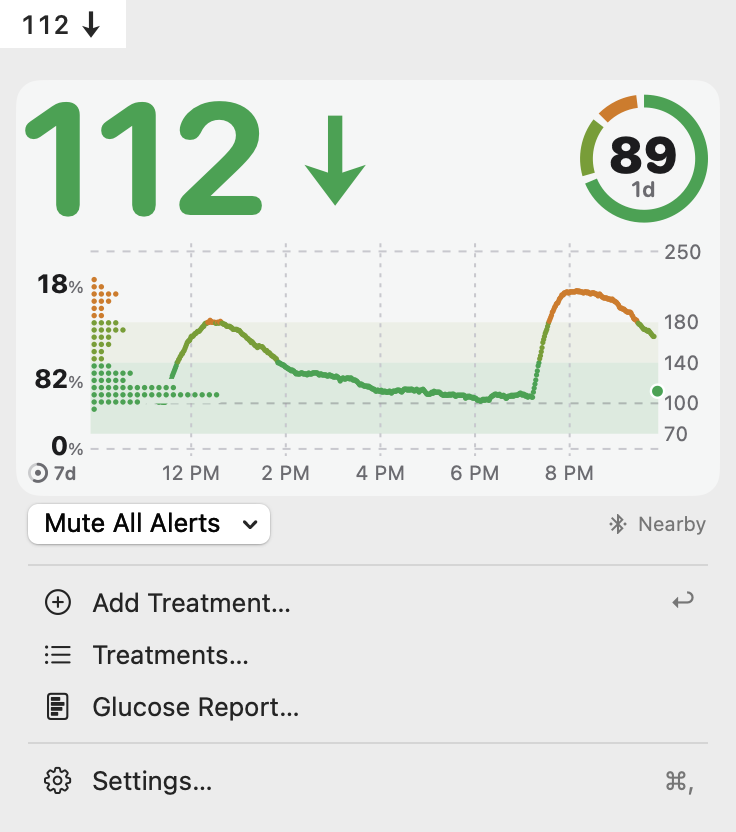 112 ↓
112 ↓
89
1d
250
18%
180
140
82%
100
70
0%
7d 12 PM 2 PM 4 PM 6 PM 8 PM
Mute All Alerts
Nearby
Add Treatment... ↩
Treatments...
Glucose Report...
Settings... ⌘,